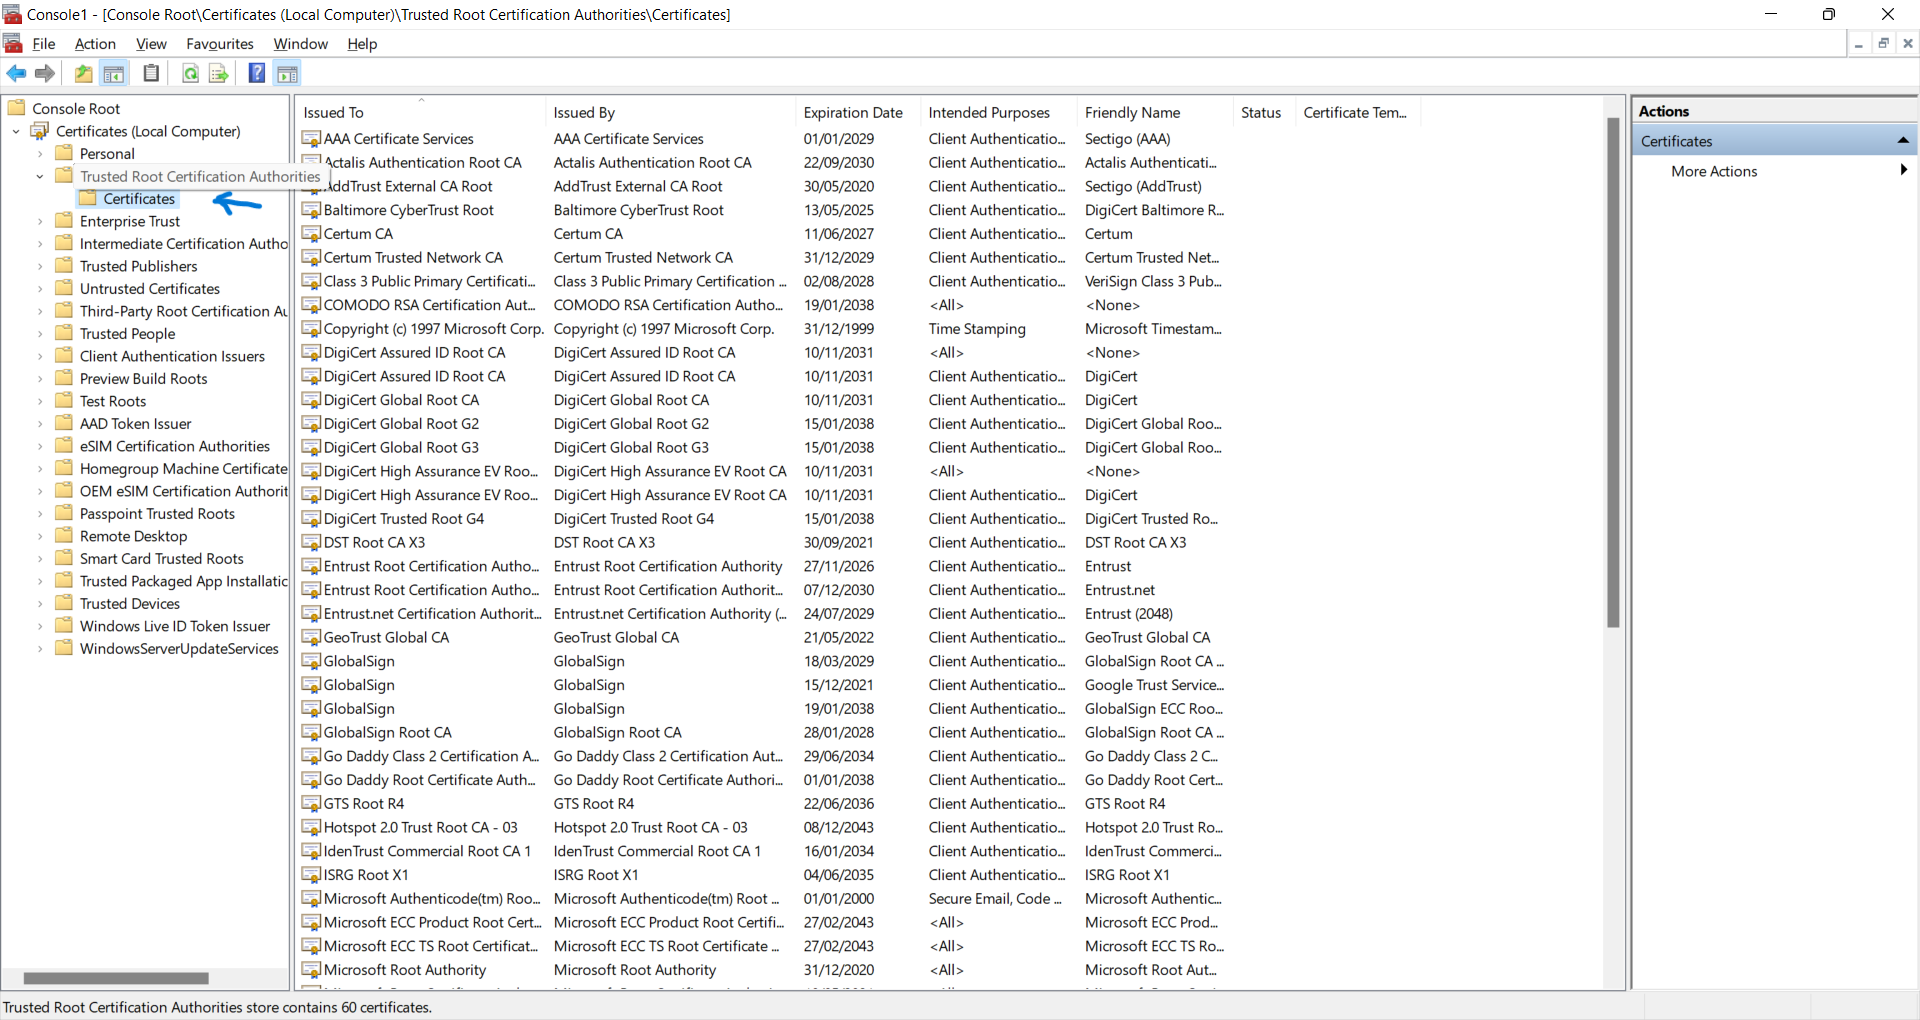 Console1 - [Console Root\Certificates (Local Computer)\Trusted Root Certification Authorities\Certificates]
File Action View Favourites Window Help
Console Root
Certificates (Local Computer)
Personal
Trusted Root Certification Authorities
Certificates
Enterprise Trust
Intermediate Certification Autho
Trusted Publishers
Untrusted Certificates
Third-Party Root Certification Au
Trusted People
Client Authentication Issuers
Preview Build Roots
Test Roots
AAD Token Issuer
eSIM Certification Authorities
Homegroup Machine Certificate
OEM eSIM Certification Authorit
Passpoint Trusted Roots
Remote Desktop
Smart Card Trusted Roots
Trusted Packaged App Installatic
Trusted Devices
Windows Live ID Token Issuer
WindowsServerUpdateServices
Issued To Issued By Expiration Date Intended Purposes Friendly Name Status Certificate Tem...
AAA Certificate Services AAA Certificate Services 01/01/2029 Client Authenticatio... Sectigo (AAA)
Actalis Authentication Root CA Actalis Authentication Root CA 22/09/2030 Client Authenticatio... Actalis Authenticati...
AddTrust External CA Root AddTrust External CA Root 30/05/2020 Client Authenticatio... Sectigo (AddTrust)
Baltimore CyberTrust Root Baltimore CyberTrust Root 13/05/2025 Client Authenticatio... DigiCert Baltimore R...
Certum CA Certum CA 11/06/2027 Client Authenticatio... Certum
Certum Trusted Network CA Certum Trusted Network CA 31/12/2029 Client Authenticatio... Certum Trusted Net...
Class 3 Public Primary Certificati... Class 3 Public Primary Certification ... 02/08/2028 Client Authenticatio... VeriSign Class 3 Pub...
COMODO RSA Certification Aut... COMODO RSA Certification Autho... 19/01/2038 <All> <None>
Copyright (c) 1997 Microsoft Corp. Copyright (c) 1997 Microsoft Corp. 31/12/1999 Time Stamping Microsoft Timestam...
DigiCert Assured ID Root CA DigiCert Assured ID Root CA 10/11/2031 <All> <None>
DigiCert Assured ID Root CA DigiCert Assured ID Root CA 10/11/2031 Client Authenticatio... DigiCert
DigiCert Global Root CA DigiCert Global Root CA 10/11/2031 Client Authenticatio... DigiCert
DigiCert Global Root G2 DigiCert Global Root G2 15/01/2038 Client Authenticatio... DigiCert Global Roo...
DigiCert Global Root G3 DigiCert Global Root G3 15/01/2038 Client Authenticatio... DigiCert Global Roo...
DigiCert High Assurance EV Roo... DigiCert High Assurance EV Root CA 10/11/2031 <All> <None>
DigiCert High Assurance EV Roo... DigiCert High Assurance EV Root CA 10/11/2031 Client Authenticatio... DigiCert
DigiCert Trusted Root G4 DigiCert Trusted Root G4 15/01/2038 Client Authenticatio... DigiCert Trusted Ro...
DST Root CA X3 DST Root CA X3 30/09/2021 Client Authenticatio... DST Root CA X3
Entrust Root Certification Autho... Entrust Root Certification Authority 27/11/2026 Client Authenticatio... Entrust
Entrust Root Certification Autho... Entrust Root Certification Authorit... 07/12/2030 Client Authenticatio... Entrust.net
Entrust.net Certification Authorit... Entrust.net Certification Authority (... 24/07/2029 Client Authenticatio... Entrust (2048)
GeoTrust Global CA GeoTrust Global CA 21/05/2022 Client Authenticatio... GeoTrust Global CA
GlobalSign GlobalSign 18/03/2029 Client Authenticatio... GlobalSign Root CA ...
GlobalSign GlobalSign 15/12/2021 Client Authenticatio... Google Trust Service...
GlobalSign GlobalSign 19/01/2038 Client Authenticatio... GlobalSign ECC Roo...
GlobalSign Root CA GlobalSign Root CA 28/01/2028 Client Authenticatio... GlobalSign Root CA ...
Go Daddy Class 2 Certification A... Go Daddy Class 2 Certification Aut... 29/06/2034 Client Authenticatio... Go Daddy Class 2 C...
Go Daddy Root Certificate Auth... Go Daddy Root Certificate Authori... 01/01/2038 Client Authenticatio... Go Daddy Root Cert...
GTS Root R4 GTS Root R4 22/06/2036 Client Authenticatio... GTS Root R4
Hotspot 2.0 Trust Root CA - 03 Hotspot 2.0 Trust Root CA - 03 08/12/2043 Client Authenticatio... Hotspot 2.0 Trust Ro...
IdenTrust Commercial Root CA 1 IdenTrust Commercial Root CA 1 16/01/2034 Client Authenticatio... IdenTrust Commerci...
ISRG Root X1 ISRG Root X1 04/06/2035 Client Authenticatio... ISRG Root X1
Microsoft Authenticode(tm) Roo... Microsoft Authenticode(tm) Root ... 01/01/2000 Secure Email, Code ... Microsoft Authentic...
Microsoft ECC Product Root Cert... Microsoft ECC Product Root Certifi... 27/02/2043 <All> Microsoft ECC Prod...
Microsoft ECC TS Root Certificat... Microsoft ECC TS Root Certificate ... 27/02/2043 <All> Microsoft ECC TS Ro...
Microsoft Root Authority Microsoft Root Authority 31/12/2020 <All> Microsoft Root Aut...
Actions
Certificates
More Actions
Trusted Root Certification Authorities store contains 60 certificates.